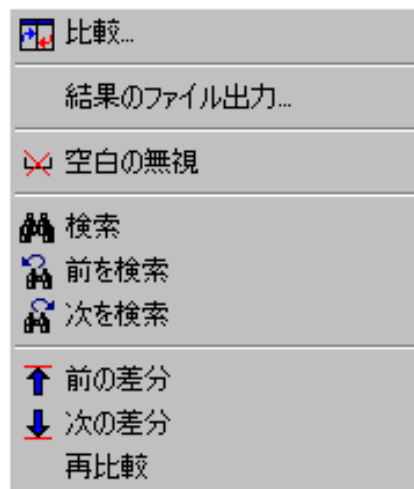 比較...
結果のファイル出力...
空白の無視
検索
前を検索
次を検索
前の差分
次の差分
再比較